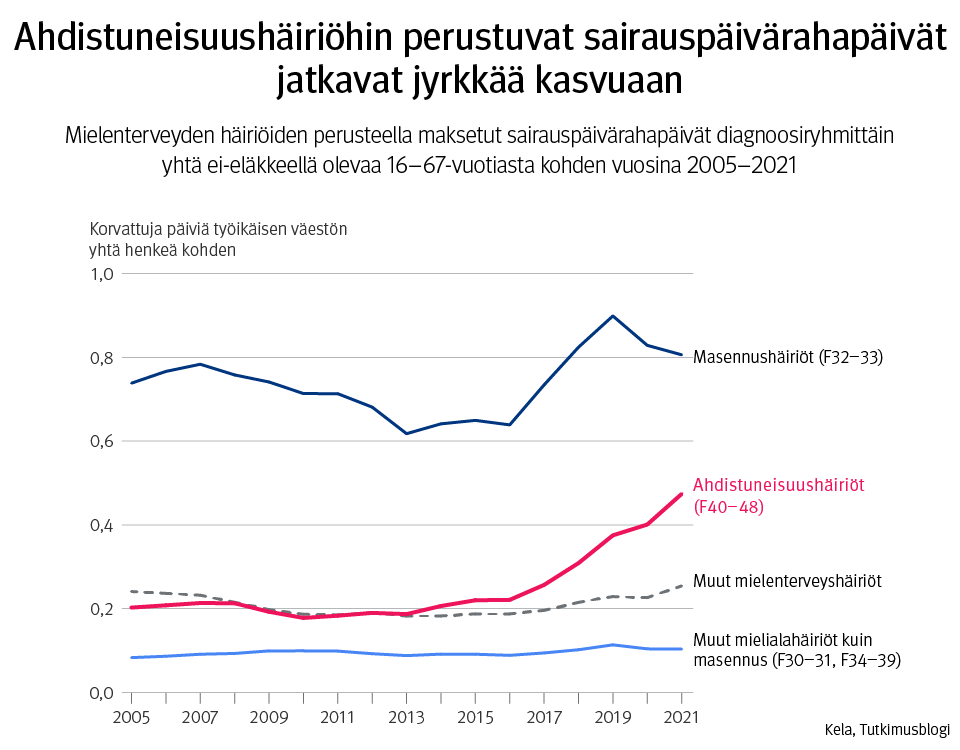 Ahdistuneisuushäiriöhin perustuvat sairauspäivärahapäivät
jatkavat jyrkkää kasvuaan
Mielenterveyden häiriöiden perusteella maksetut sairauspäivärahapäivät diagnoosiryhmittäin
yhtä ei-eläkkeellä olevaa 16–67-vuotiasta kohden vuosina 2005–2021
Korvattuja päiviä työikäisen väestön
yhtä henkeä kohden
1,0
0,8
0,6
0,4
0,2
0,0
Masennushäiriöt (F32–33)
Ahdistuneisuushäiriöt
(F40–48)
Muut mielenterveyshäiriöt
Muut mielialahäiriöt kuin
masennus (F30–31, F34–39)
2005 2007 2009 2011 2013 2015 2017 2019 2021
Kela, Tutkimusblogi